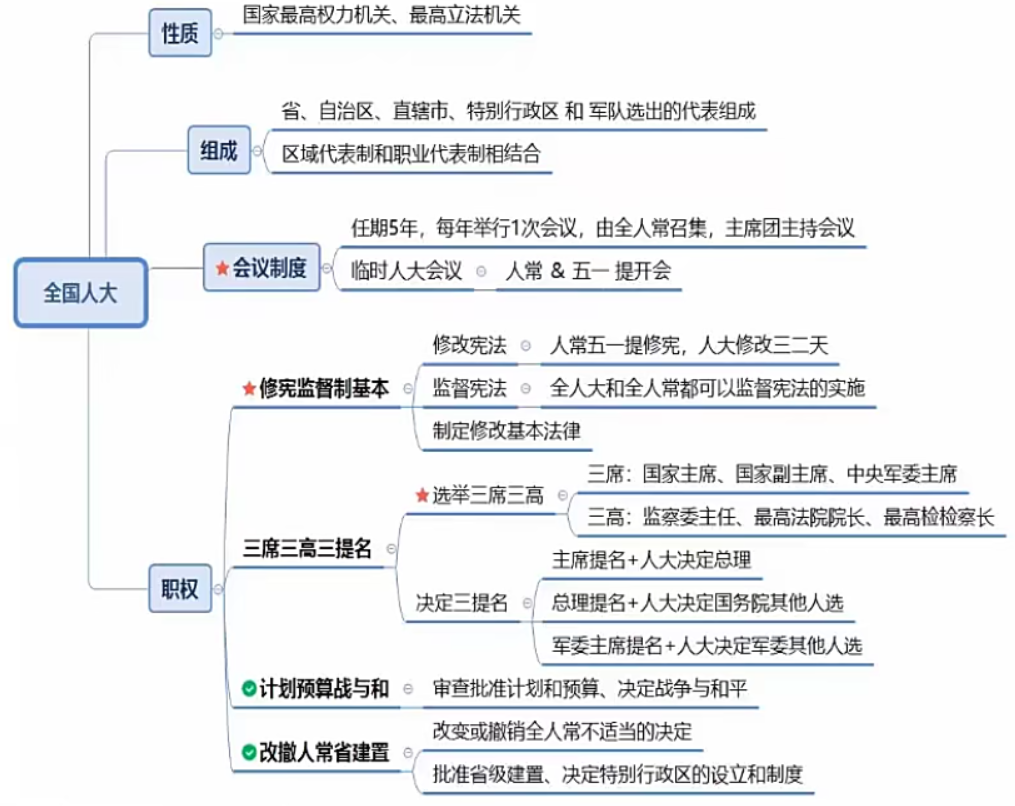 全国人大
性质
国家最高权力机关、最高立法机关
组成
省、自治区、直辖市、特别行政区 和 军队选出的代表组成
区域代表制和职业代表制相结合
会议制度
任期5年，每年举行1次会议，由全人常召集，主席团主持会议
临时人大会议
人常 & 五一 提开会
职权
修宪监督制基本
修改宪法
人常五一提修宪，人大修改三二天
监督宪法
全人大和全人常都可以监督宪法的实施
制定修改基本法律
三席三高三提名
选举三席三高
三席：国家主席、国家副主席、中央军委主席
三高：监察委主任、最高法院院长、最高检检察长
决定三提名
主席提名+人大决定总理
总理提名+人大决定国务院其他人选
军委主席提名+人大决定军委其他人选
计划预算战与和
审查批准计划和预算、决定战争与和平
改撤人常省建置
改变或撤销全人常不适当的决定
批准省级建置、决定特别行政区的设立和制度